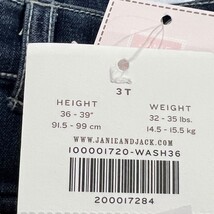 3T
HEIGHT WEIGHT
36 - 39" 32 - 35 lbs.
91.5 - 99 cm 14.5 - 15.5 kg
WWW.JANIEANDJACK.COM
100001720-WASH36
200017284